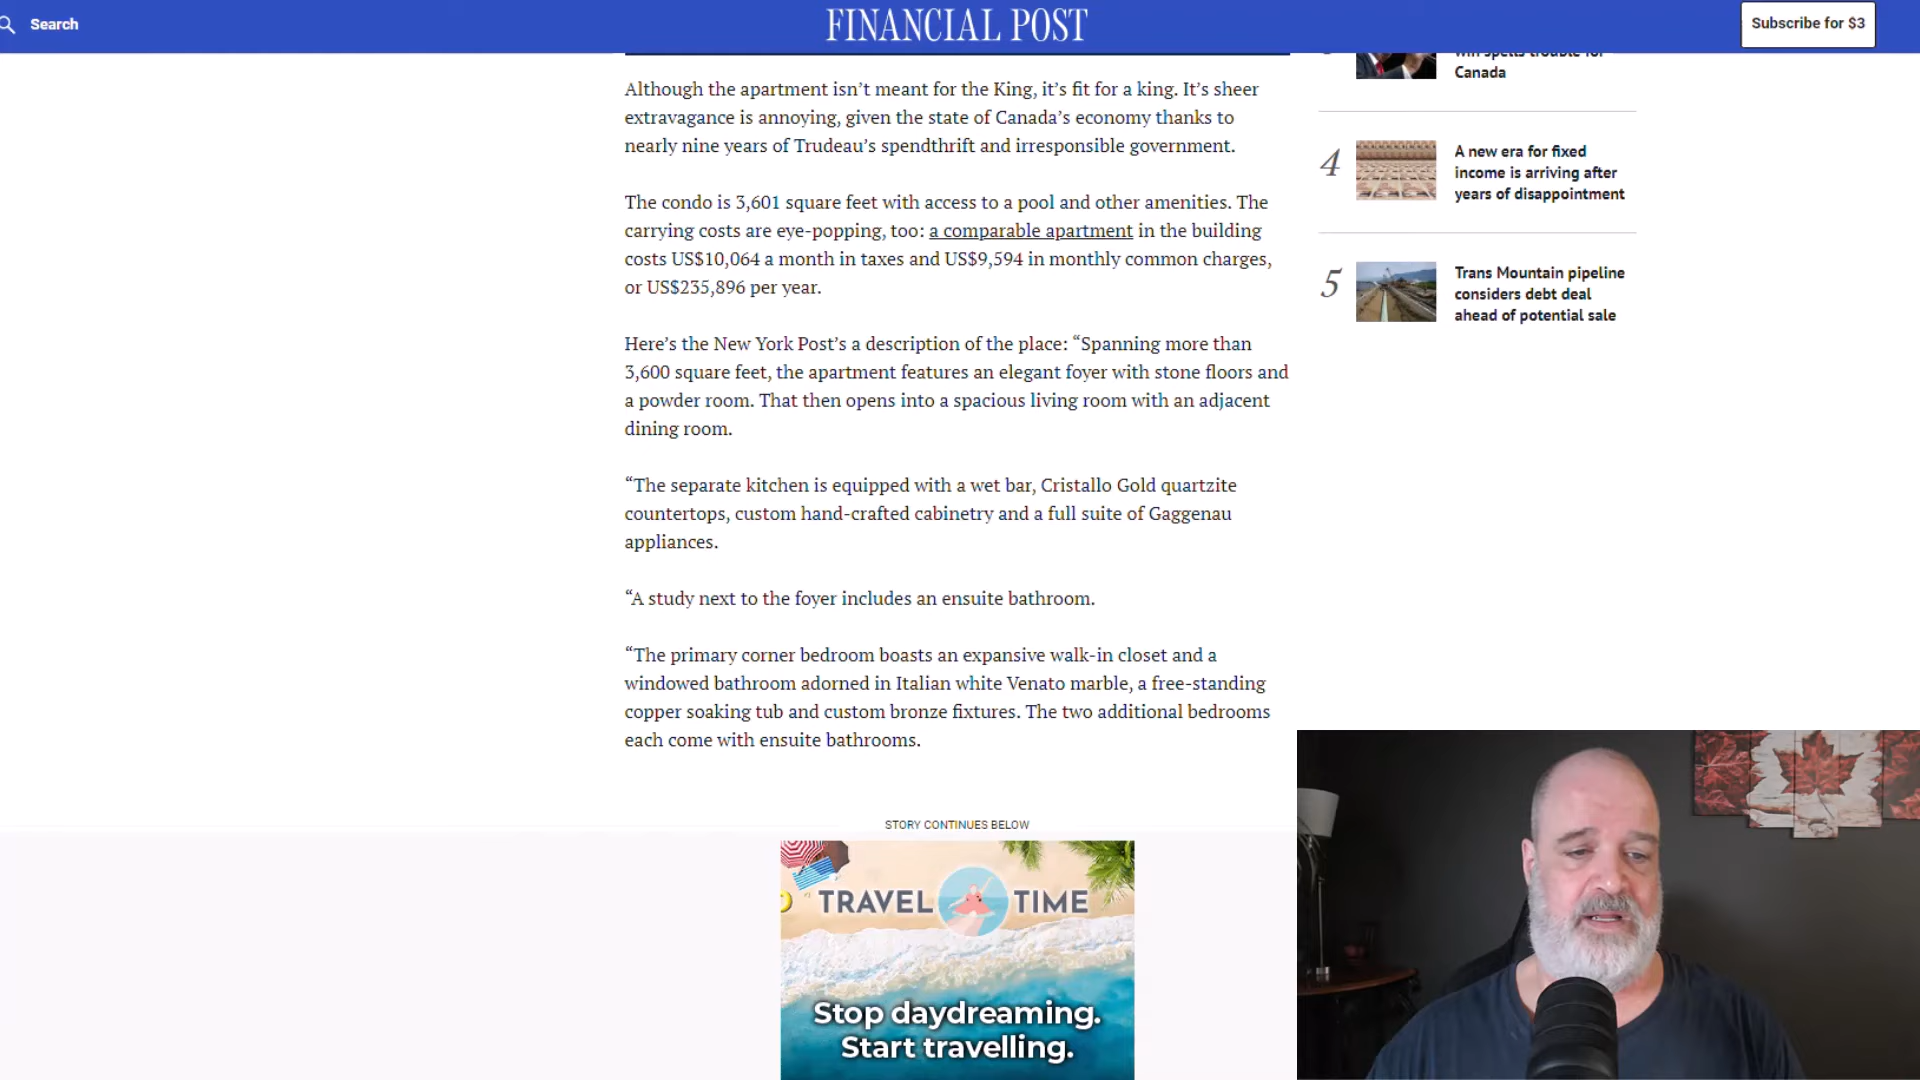 Search
FINANCIAL POST
Subscribe for $3
Although the apartment isn’t meant for the King, it’s fit for a king. It’s sheer
extravagance is annoying, given the state of Canada’s economy thanks to
nearly nine years of Trudeau’s spendthrift and irresponsible government.
The condo is 3,601 square feet with access to a pool and other amenities. The
carrying costs are eye-popping, too: a comparable apartment in the building
costs US$10,064 a month in taxes and US$9,594 in monthly common charges,
or US$235,896 per year.
Here’s the New York Post’s a description of the place: “Spanning more than
3,600 square feet, the apartment features an elegant foyer with stone floors and
a powder room. That then opens into a spacious living room with an adjacent
dining room.
“The separate kitchen is equipped with a wet bar, Cristallo Gold quartzite
countertops, custom hand-crafted cabinetry and a full suite of Gaggenau
appliances.
“A study next to the foyer includes an ensuite bathroom.
“The primary corner bedroom boasts an expansive walk-in closet and a
windowed bathroom adorned in Italian white Venato marble, a free-standing
copper soaking tub and custom bronze fixtures. The two additional bedrooms
each come with ensuite bathrooms.
STORY CONTINUES BELOW
TRAVEL TIME
Stop daydreaming.
Start travelling.
win spells trouble for
Canada
4
A new era for fixed
income is arriving after
years of disappointment
5
Trans Mountain pipeline
considers debt deal
ahead of potential sale